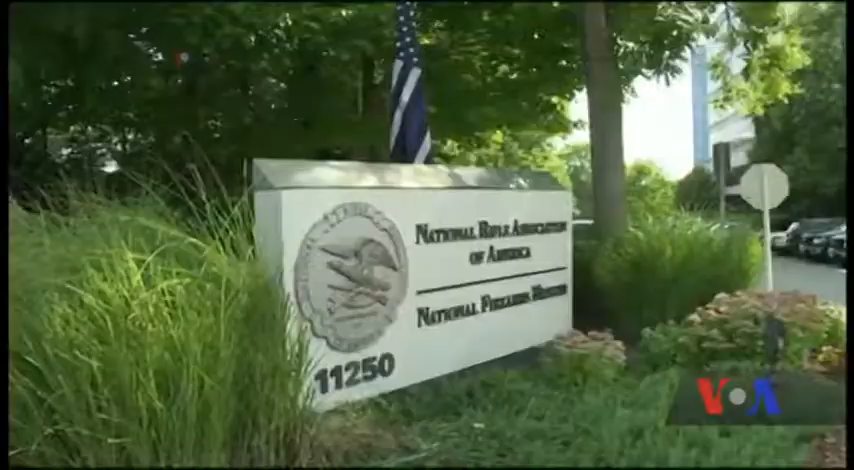 National Rifle Association
of America
National Firearms Museum
11250
VOA